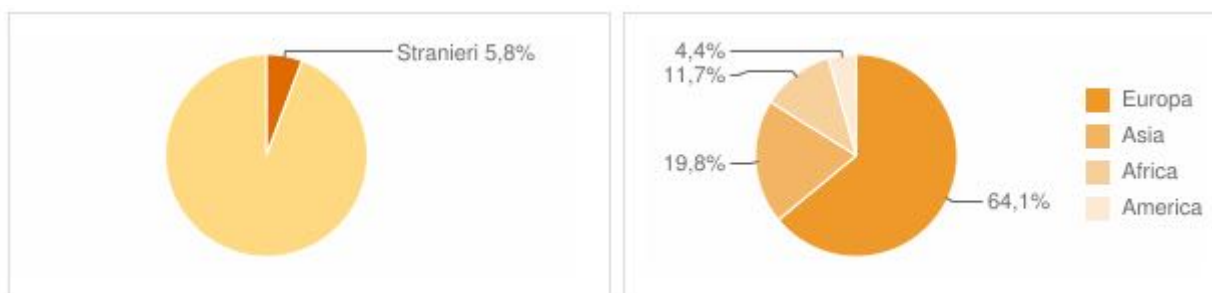 Stranieri 5,8%
4,4%
11,7%
19,8%
64,1%
Europa
Asia
Africa
America